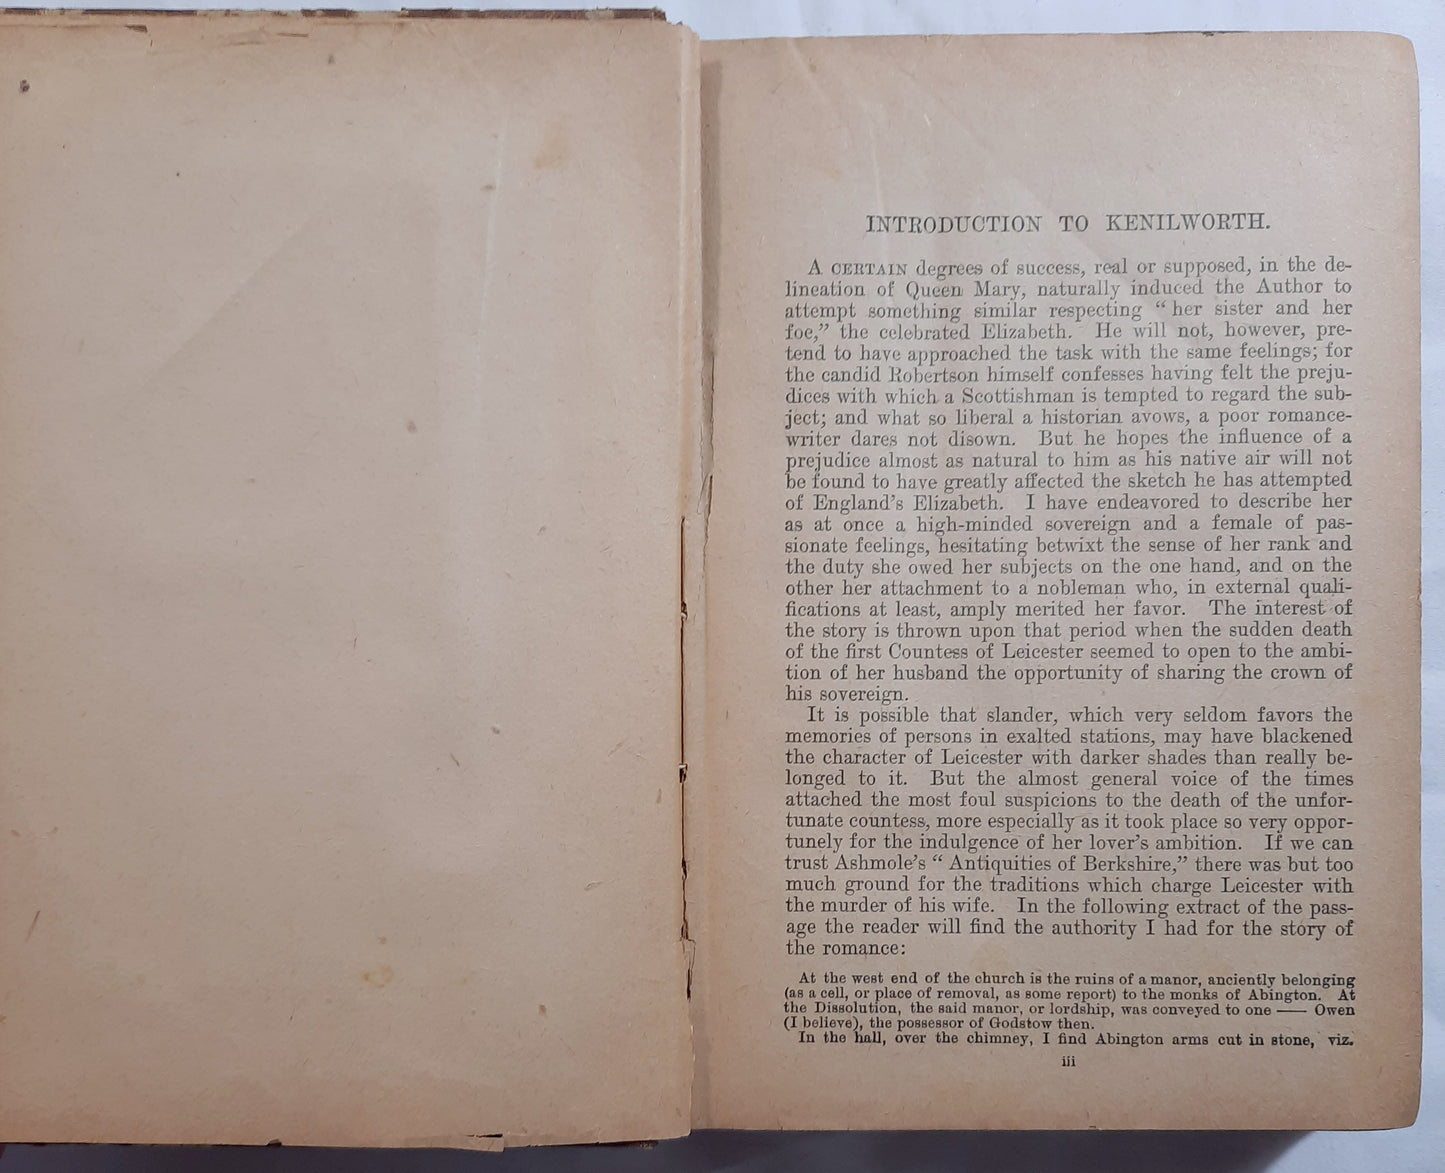 INTRODUCTION TO KENILWORTH.
A CERTAIN degrees of success, real or supposed, in the de-
lineation of Queen Mary, naturally induced the Author to
attempt something similar respecting “her sister and her
foe,” the celebrated Elizabeth. He will not, however, pre-
tend to have approached the task with the same feelings; for
the candid Robertson himself confesses having felt the preju-
dices with which a Scottishman is tempted to regard the sub-
ject; and what so liberal a historian avows, a poor romance-
writer dares not disown. But he hopes the influence of a
prejudice almost as natural to him as his native air will not
be found to have greatly affected the sketch he has attempted
of England's Elizabeth. I have endeavored to describe her
as at once a high-minded sovereign and a female of pas-
sionate feelings, hesitating betwixt the sense of her rank and
the duty she owed her subjects on the one hand, and on the
other her attachment to a nobleman who, in external quali-
fications at least, amply merited her favor. The interest of
the story is thrown upon that period when the sudden death
of the first Countess of Leicester seemed to open to the ambi-
tion of her husband the opportunity of sharing the crown of
his sovereign.
It is possible that slander, which very seldom favors the
memories of persons in exalted stations, may have blackened
the character of Leicester with darker shades than really be-
longed to it. But the almost general voice of the times
attached the most foul suspicions to the death of the unfor-
tunate countess, more especially as it took place so very oppor-
tunely for the indulgence of her lover's ambition. If we can
trust Ashmole's “Antiquities of Berkshire,” there was but too
much ground for the traditions which charge Leicester with
the murder of his wife. In the following extract of the pass-
age the reader will find the authority I had for the story of
the romance:
At the west end of the church is the ruins of a manor, anciently belonging
(as a cell, or place of removal, as some report) to the monks of Abington. At
the Dissolution, the said manor, or lordship, was conveyed to one —— Owen
(I believe), the possessor of Godstow then.
In the hall, over the chimney, I find Abington arms cut in stone, viz.
iii